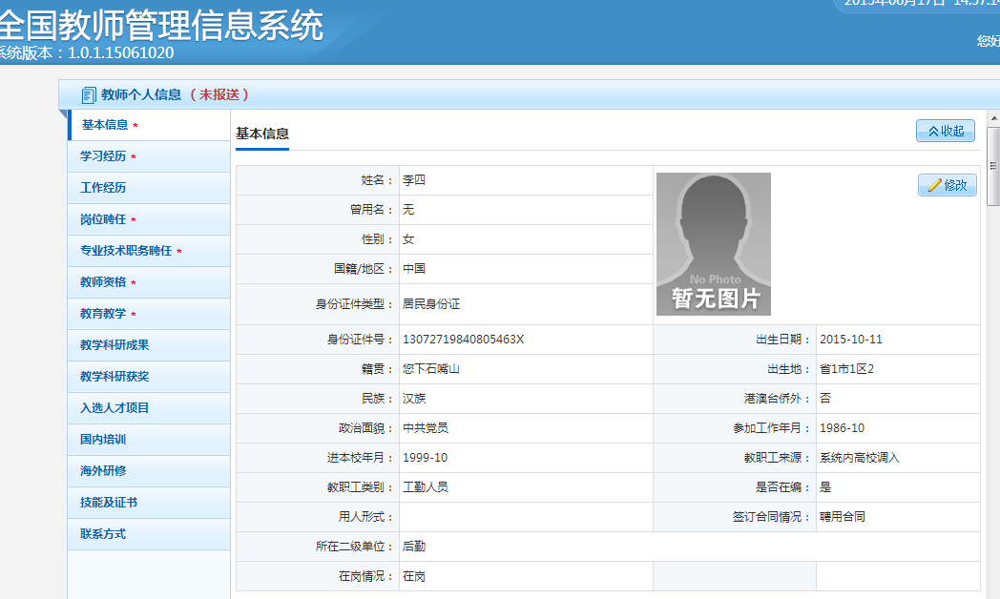 全国教师管理信息系统
系统版本：1.0.1.15061020
2015年06月17日 14:57:14
您好
教师个人信息（未报送）
基本信息 *
学习经历 *
工作经历
岗位聘任 *
专业技术职务聘任 *
教师资格 *
教育教学 *
教学科研成果
教学科研获奖
入选人才项目
国内培训
海外研修
技能及证书
联系方式
基本信息
收起
修改
姓名： 李四
曾用名： 无
性别： 女
国籍/地区： 中国
身份证件类型： 居民身份证
No Photo
暂无图片
身份证件号： 13072719840805463X 出生日期： 2015-10-11
籍贯： 您下石嘴山 出生地： 省1市1区2
民族： 汉族 港澳台侨外： 否
政治面貌： 中共党员 参加工作年月： 1986-10
进本校年月： 1999-10 教职工来源： 系统内高校调入
教职工类别： 工勤人员 是否在编： 是
用人形式： 签订合同情况： 聘用合同
所在二级单位： 后勤
在岗情况： 在岗